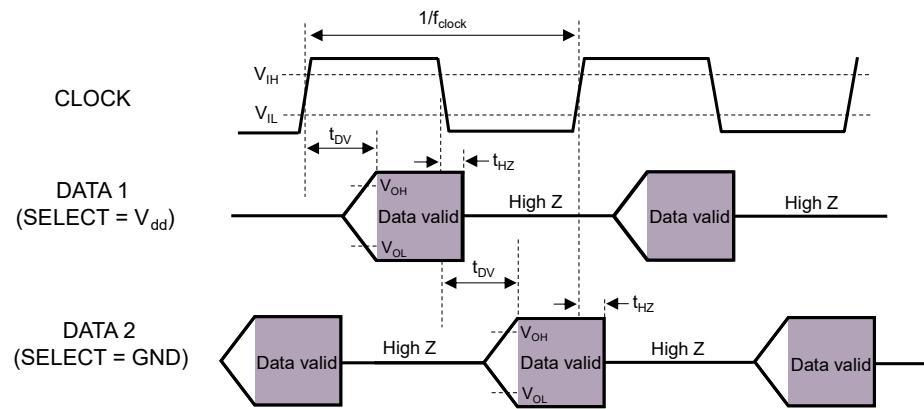 1/fclock
CLOCK
VIH
VIL
tDV
tHZ
DATA 1
(SELECT = Vdd)
VOH
Data valid
VOL
High Z
Data valid
High Z
tDV
tHZ
DATA 2
(SELECT = GND)
Data valid
High Z
VOH
Data valid
VOL
High Z
Data valid